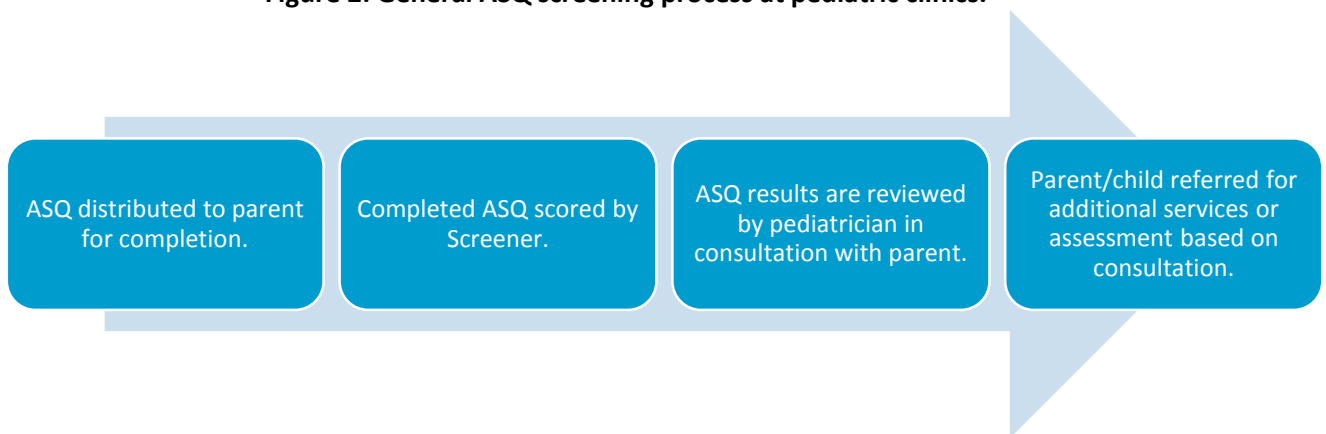 General ASQ screening process at pediatric clinics.
ASQ distributed to parent
for completion.
Completed ASQ scored by
Screener.
ASQ results are reviewed
by pediatrician in
consultation with parent.
Parent/child referred for
additional services or
assessment based on
consultation.